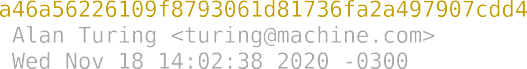 a46a56226109f8793061d81736fa2a497907cdd4
Alan Turing <turing@machine.com>
Wed Nov 18 14:02:38 2020 -0300